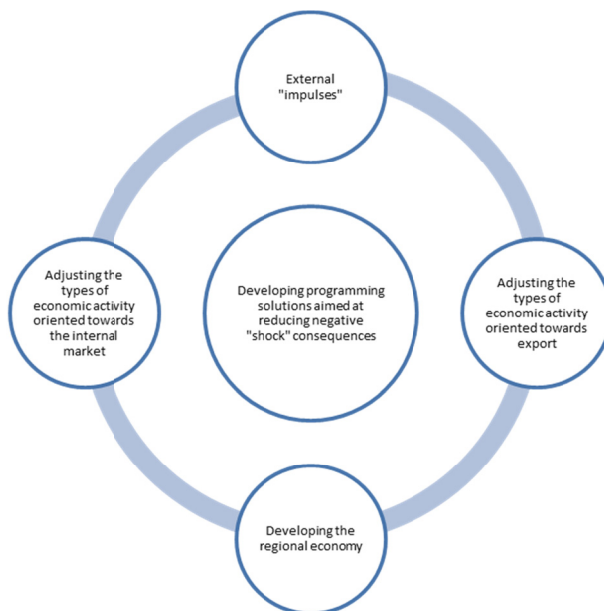 External
"impulses"
Adjusting the
types of
economic activity
oriented towards
the internal
market
Developing programming
solutions aimed at
reducing negative
"shock" consequences
Adjusting the
types of
economic activity
oriented towards
export
Developing the
regional economy